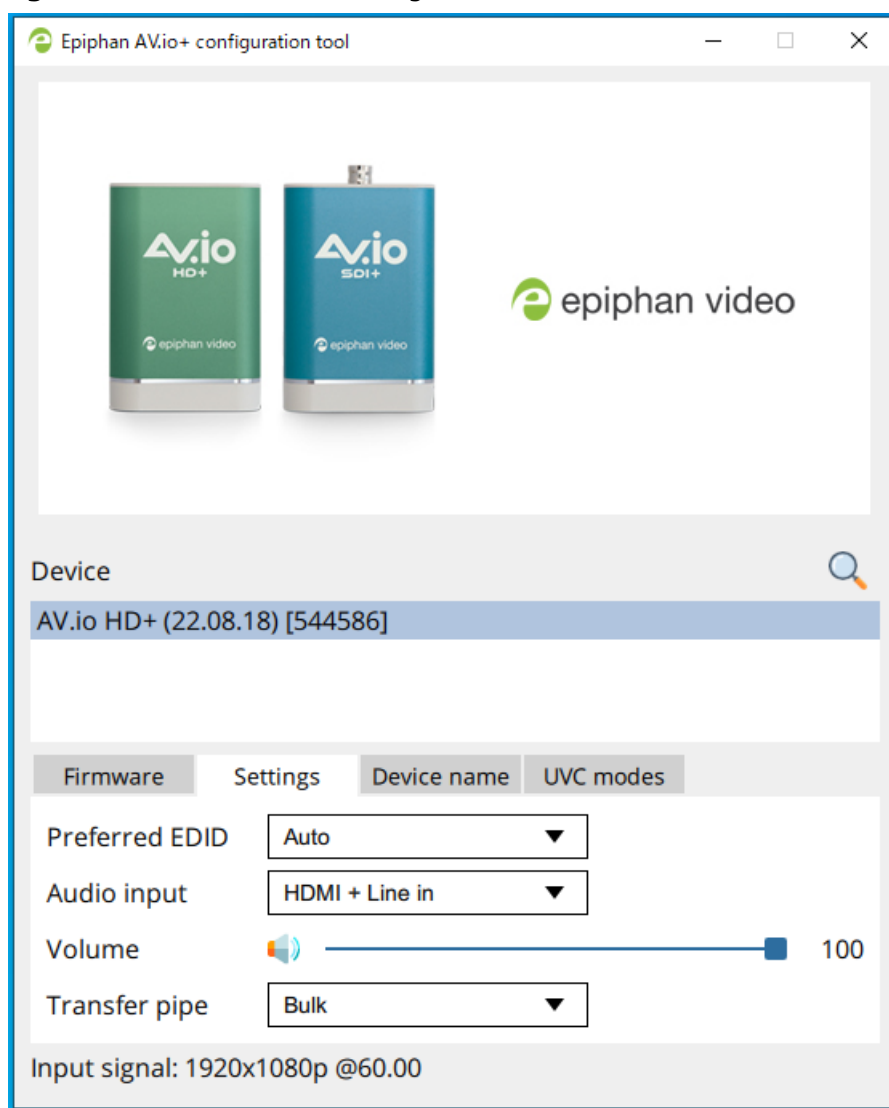 Epiphan AV.io+ configuration tool
AV.io AV.io
HD+ SDI+
epiphan video
epiphan video epiphan video
Device
AV.io HD+ (22.08.18) [544586]
Firmware Settings Device name UVC modes
Preferred EDID Auto
Audio input HDMI + Line in
Volume 100
Transfer pipe Bulk
Input signal: 1920x1080p @60.00